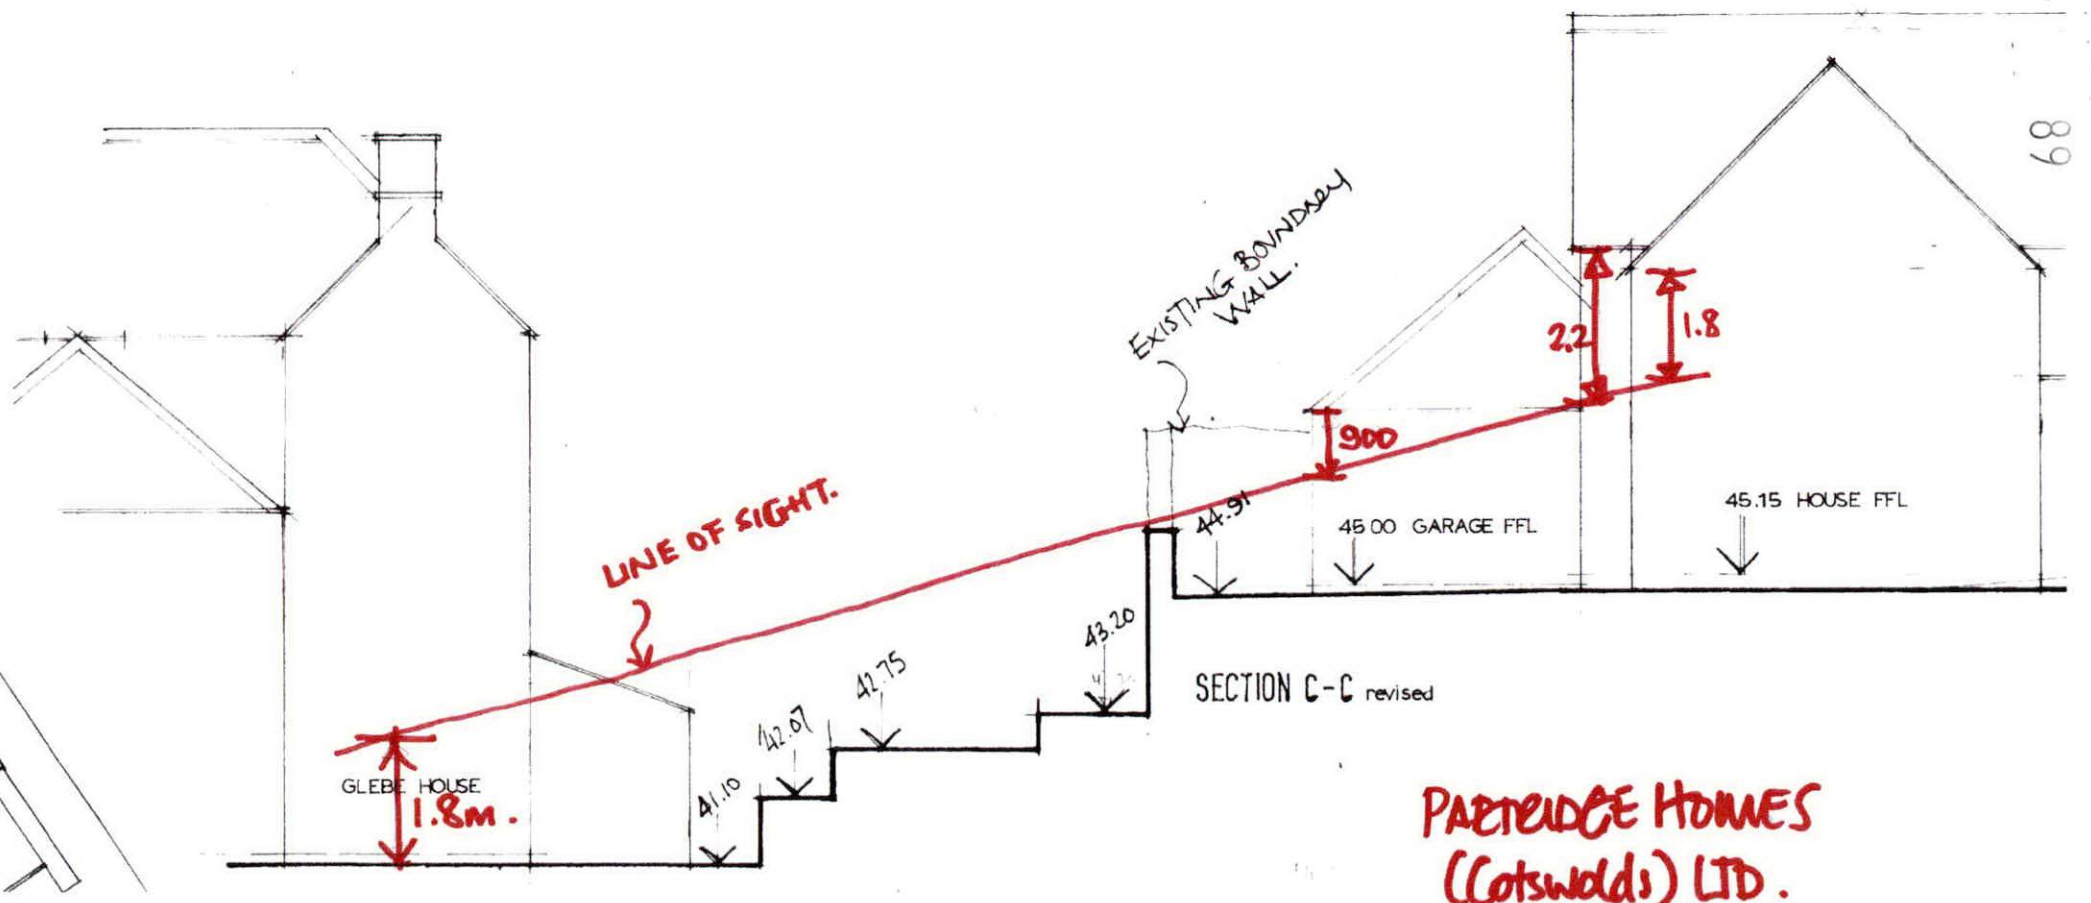 89
EXISTING BOUNDARY
WALL.
2.2
1.8
900
LINE OF SIGHT.
44.91
45 00 GARAGE FFL
45.15 HOUSE FFL
43.20
42.75
42.07
41.10
SECTION C-C revised
GLEBE HOUSE
1.8m.
PARTRIDGE HOMES
(Cotswolds) LTD.